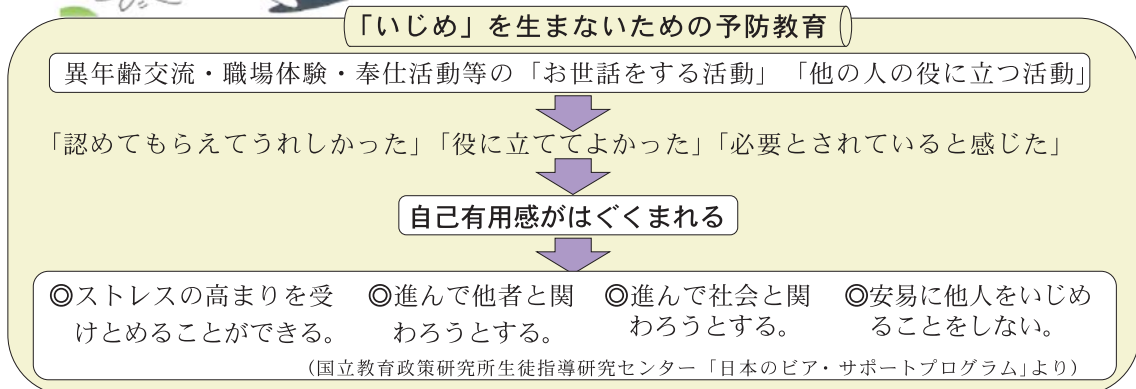 「いじめ」を生まないための予防教育
異年齢交流・職場体験・奉仕活動等の「お世話をする活動」「他の人の役に立つ活動」
「認めてもらえてうれしかった」「役に立ててよかった」「必要とされていると感じた」
自己有用感がはぐくまれる
◎ストレスの高まりを受
けとめることができる。
◎進んで他者と関
わろうとする。
◎進んで社会と関
わろうとする。
◎安易に他人をいじめ
ることをしない。
(国立教育政策研究所生徒指導研究センター「日本のピア・サポートプログラム」より)